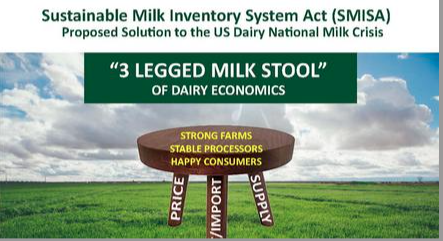 Sustainable Milk Inventory System Act (SMISA)
Proposed Solution to the US Dairy National Milk Crisis
“3 LEGGED MILK STOOL”
OF DAIRY ECONOMICS
STRONG FARMS
STABLE PROCESSORS
HAPPY CONSUMERS
PRICE
/IMPORT
SUPPLY